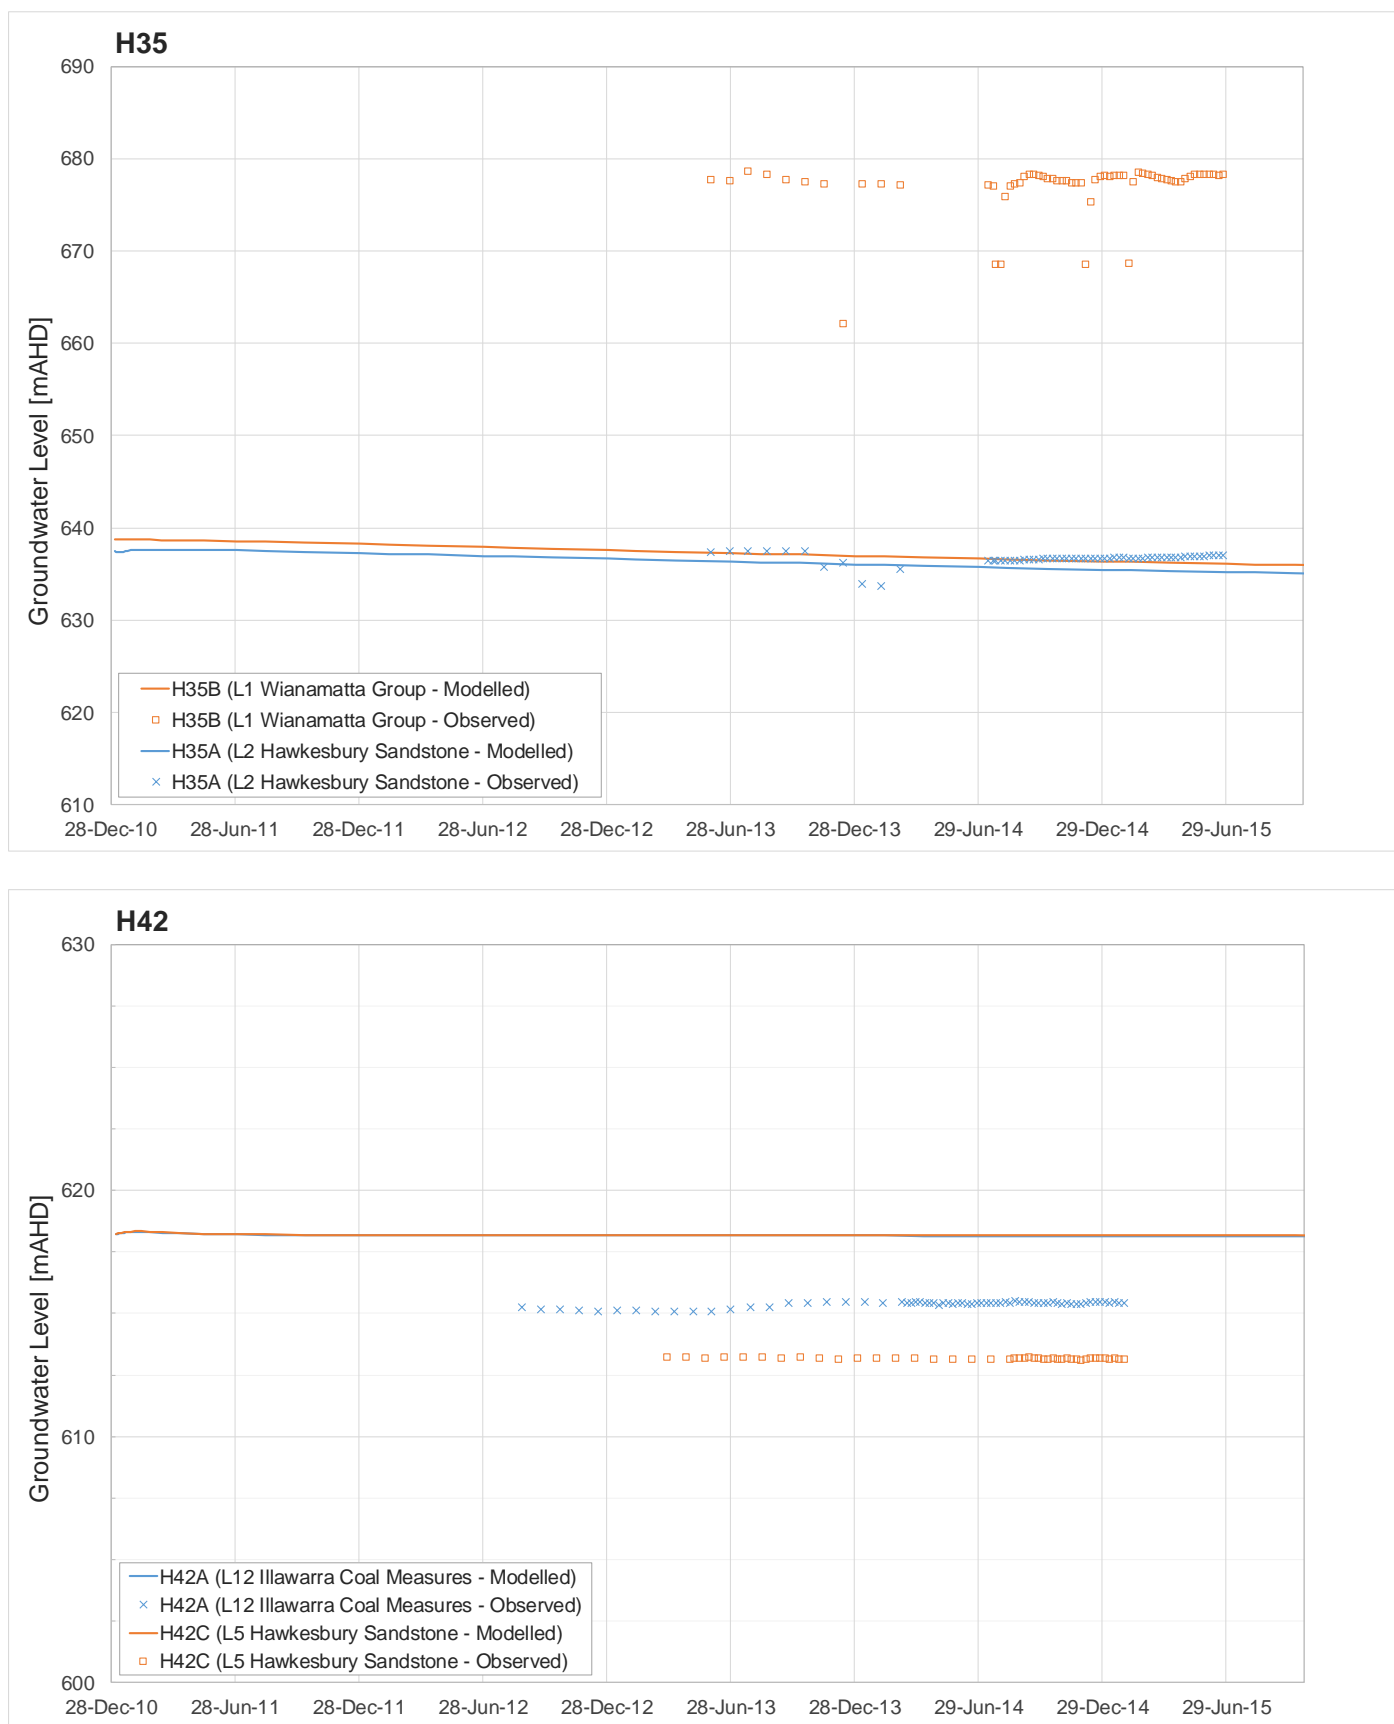 H35
690
680
670
660
650
640
630
620
610
Groundwater Level [mAHD]
H35B (L1 Wianamatta Group - Modelled)
H35B (L1 Wianamatta Group - Observed)
H35A (L2 Hawkesbury Sandstone - Modelled)
H35A (L2 Hawkesbury Sandstone - Observed)
28-Dec-10 28-Jun-11 28-Dec-11 28-Jun-12 28-Dec-12 28-Jun-13 28-Dec-13 29-Jun-14 29-Dec-14 29-Jun-15
H42
630
620
610
600
Groundwater Level [mAHD]
H42A (L12 Illawarra Coal Measures - Modelled)
H42A (L12 Illawarra Coal Measures - Observed)
H42C (L5 Hawkesbury Sandstone - Modelled)
H42C (L5 Hawkesbury Sandstone - Observed)
28-Dec-10 28-Jun-11 28-Dec-11 28-Jun-12 28-Dec-12 28-Jun-13 28-Dec-13 29-Jun-14 29-Dec-14 29-Jun-15